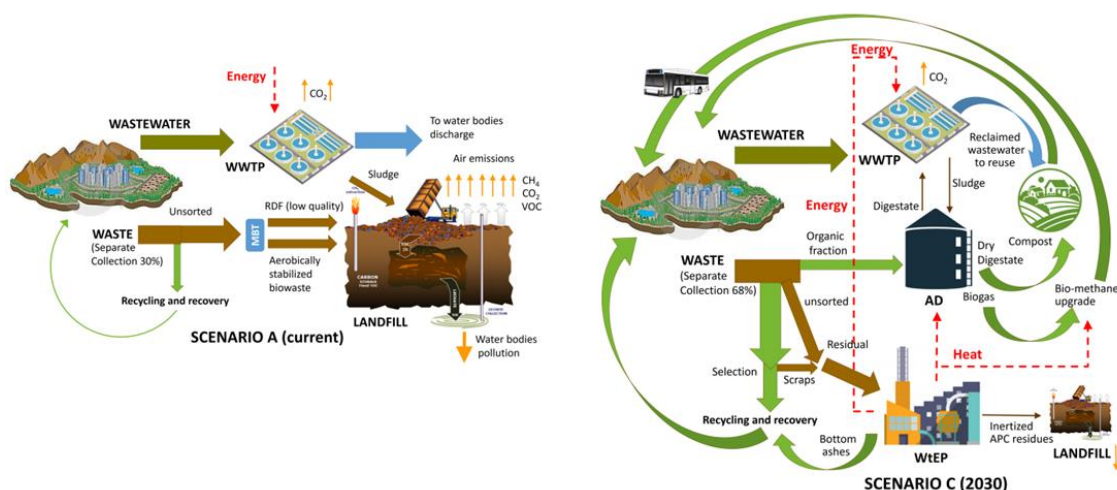 Energy
CO2
WASTEWATER
WWTP
To water bodies
discharge
Air emissions
CH4
CO2
VOC
Sludge
Unsorted
RDF (low quality)
WASTE
(Separate
Collection 30%)
MBT
Aerobically
stabilized
biowaste
Recycling and recovery
CARBON
LANDFILL
SCENARIO A (current)
Water bodies
pollution
Energy
CO2
WASTEWATER
WWTP
Reclaimed
wastewater
to reuse
Sludge
Energy
Digestate
Organic
fraction
Compost
WASTE
(Separate
Collection 68%)
Dry
Digestate
AD
Biogas
Bio-methane
upgrade
unsorted
Heat
Residual
Selection
Scraps
Recycling and recovery
Bottom
ashes
WtEP
Inertized
APC residues
LANDFILL
SCENARIO C (2030)